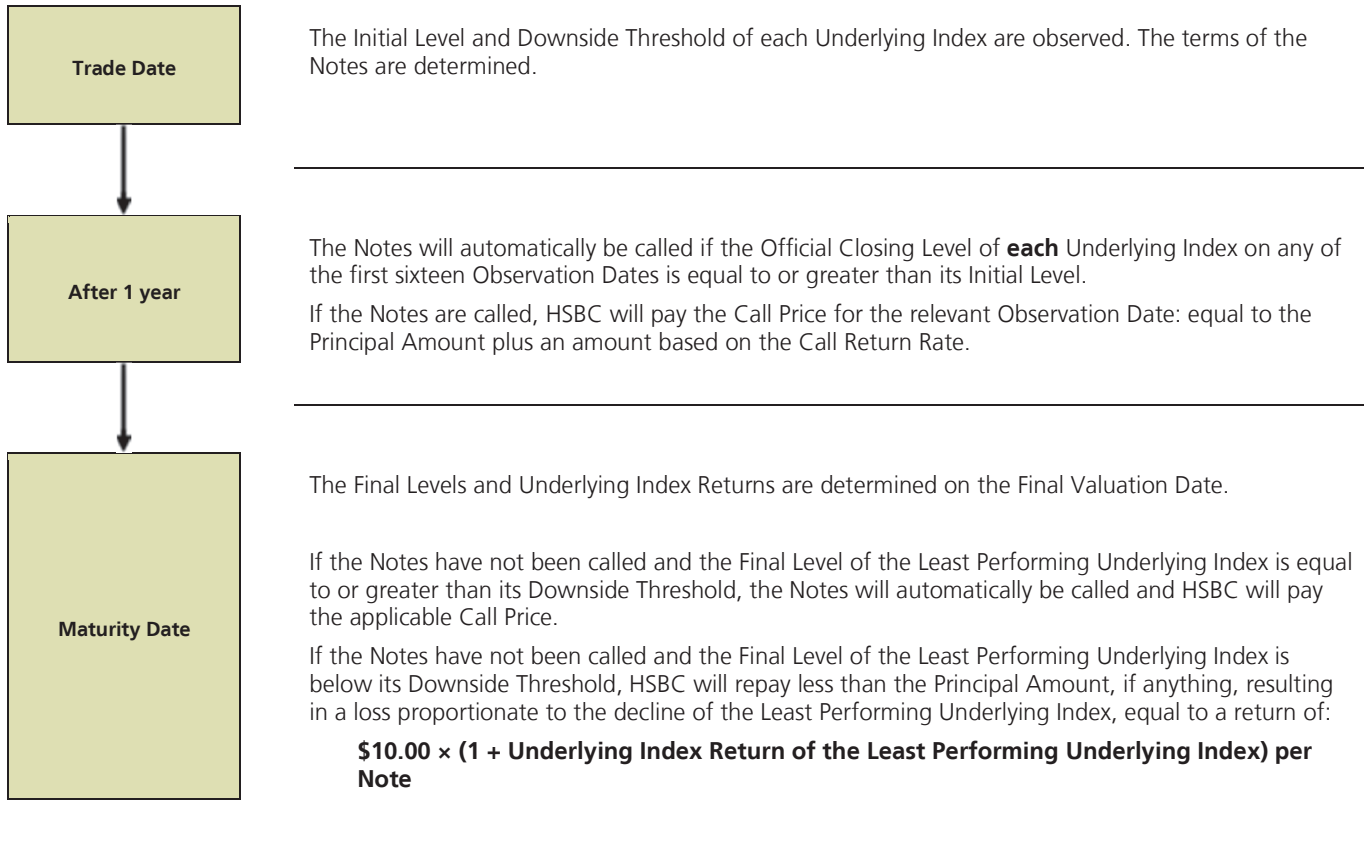 Trade Date
The Initial Level and Downside Threshold of each Underlying Index are observed. The terms of the
Notes are determined.
After 1 year
The Notes will automatically be called if the Official Closing Level of each Underlying Index on any of
the first sixteen Observation Dates is equal to or greater than its Initial Level.
If the Notes are called, HSBC will pay the Call Price for the relevant Observation Date: equal to the
Principal Amount plus an amount based on the Call Return Rate.
Maturity Date
The Final Levels and Underlying Index Returns are determined on the Final Valuation Date.
If the Notes have not been called and the Final Level of the Least Performing Underlying Index is equal
to or greater than its Downside Threshold, the Notes will automatically be called and HSBC will pay
the applicable Call Price.
If the Notes have not been called and the Final Level of the Least Performing Underlying Index is
below its Downside Threshold, HSBC will repay less than the Principal Amount, if anything, resulting
in a loss proportionate to the decline of the Least Performing Underlying Index, equal to a return of:
$10.00 × (1 + Underlying Index Return of the Least Performing Underlying Index) per
Note